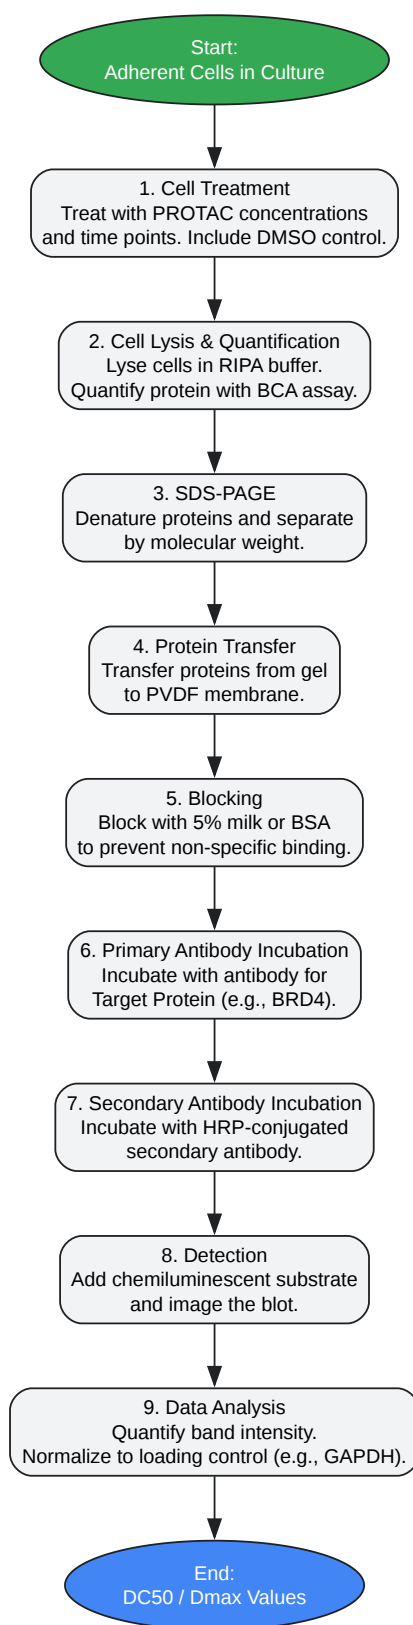 Start:
Adherent Cells in Culture
1. Cell Treatment
Treat with PROTAC concentrations
and time points. Include DMSO control.
2. Cell Lysis & Quantification
Lyse cells in RIPA buffer.
Quantify protein with BCA assay.
3. SDS-PAGE
Denature proteins and separate
by molecular weight.
4. Protein Transfer
Transfer proteins from gel
to PVDF membrane.
5. Blocking
Block with 5% milk or BSA
to prevent non-specific binding.
6. Primary Antibody Incubation
Incubate with antibody for
Target Protein (e.g., BRD4).
7. Secondary Antibody Incubation
Incubate with HRP-conjugated
secondary antibody.
8. Detection
Add chemiluminescent substrate
and image the blot.
9. Data Analysis
Quantify band intensity.
Normalize to loading control (e.g., GAPDH).
End:
DC50 / Dmax Values